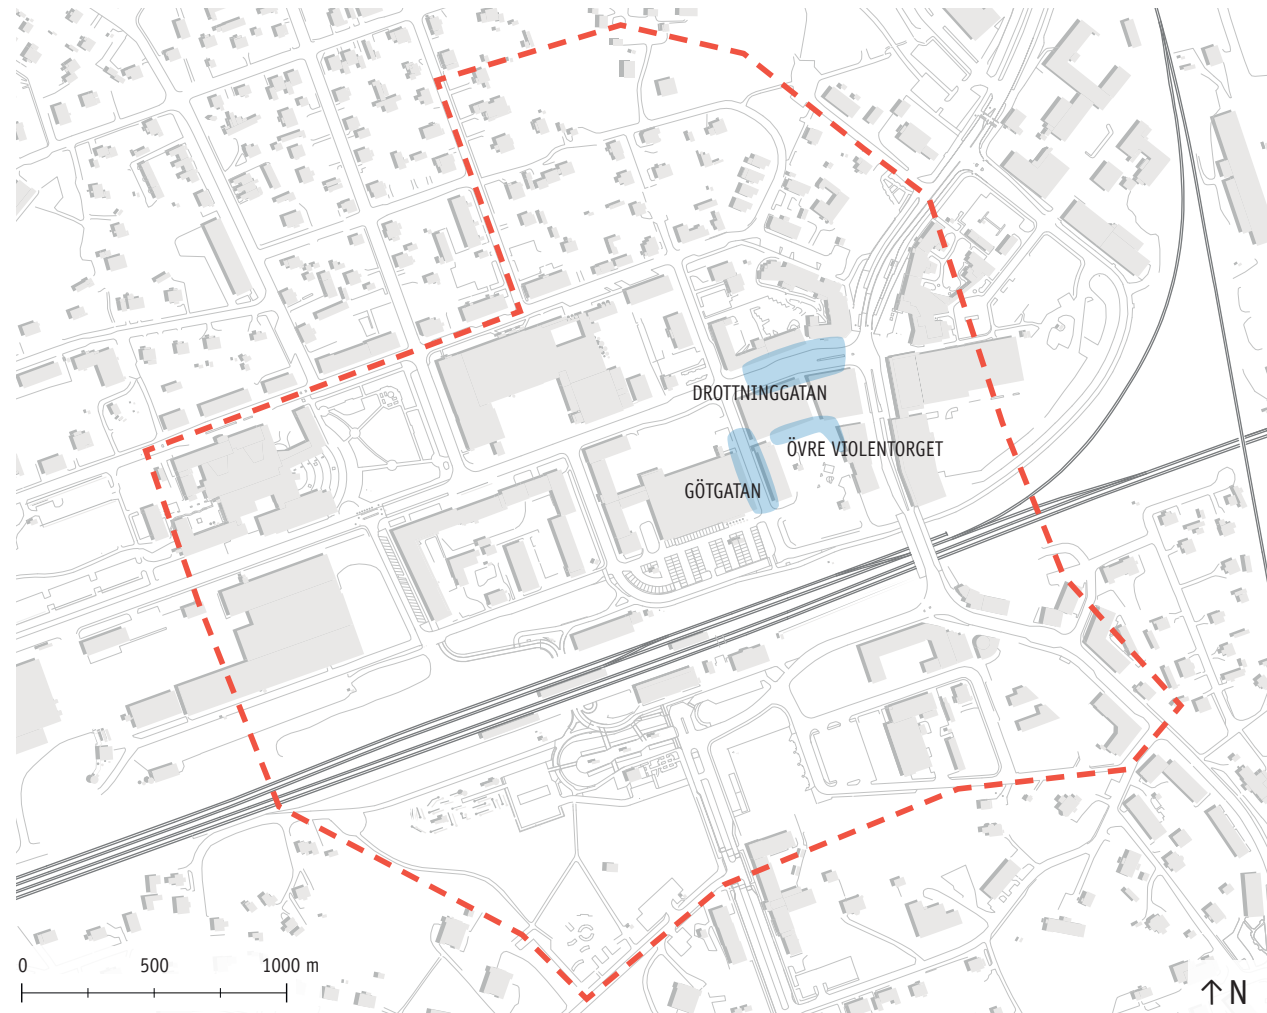 DROTTNINGGATAN
ÖVRE VIOLENTORGET
GÖTGATAN
0 500 1000 m
N